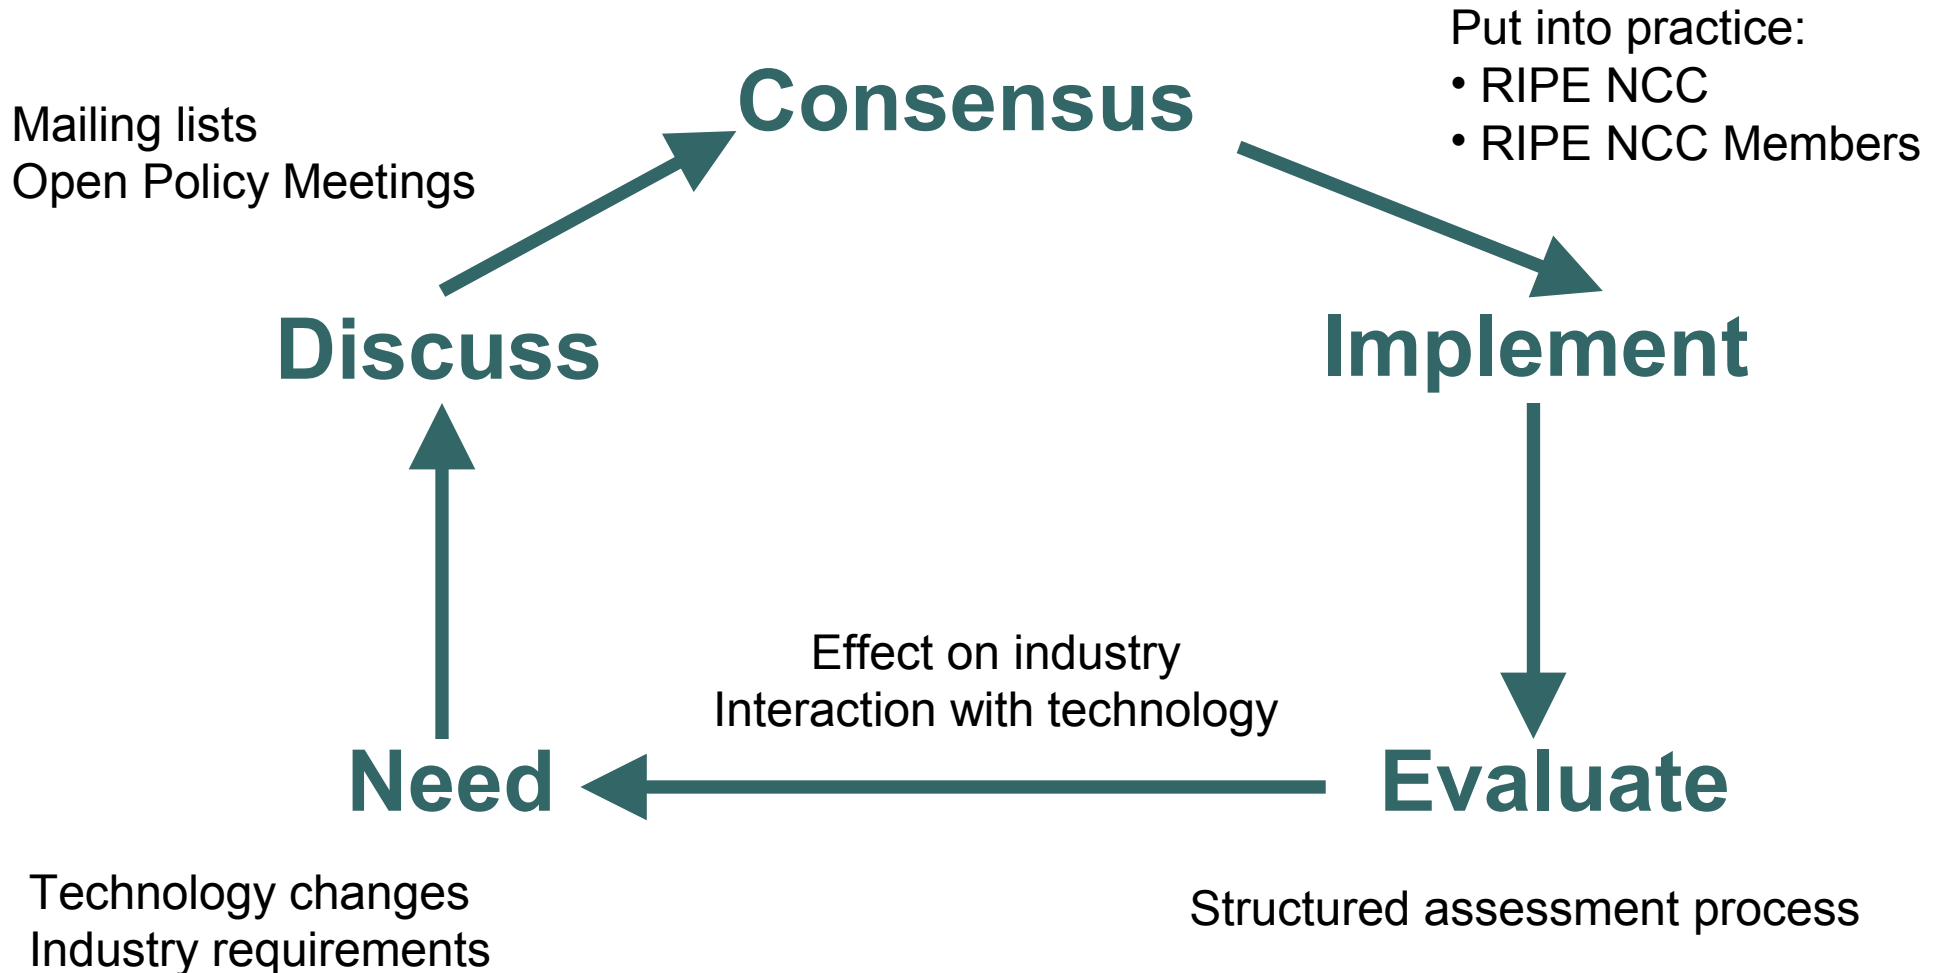 Put into practice:
• RIPE NCC
• RIPE NCC Members
Consensus
Mailing lists
Open Policy Meetings
Discuss
Implement
Effect on industry
Interaction with technology
Need
Evaluate
Technology changes
Industry requirements
Structured assessment process